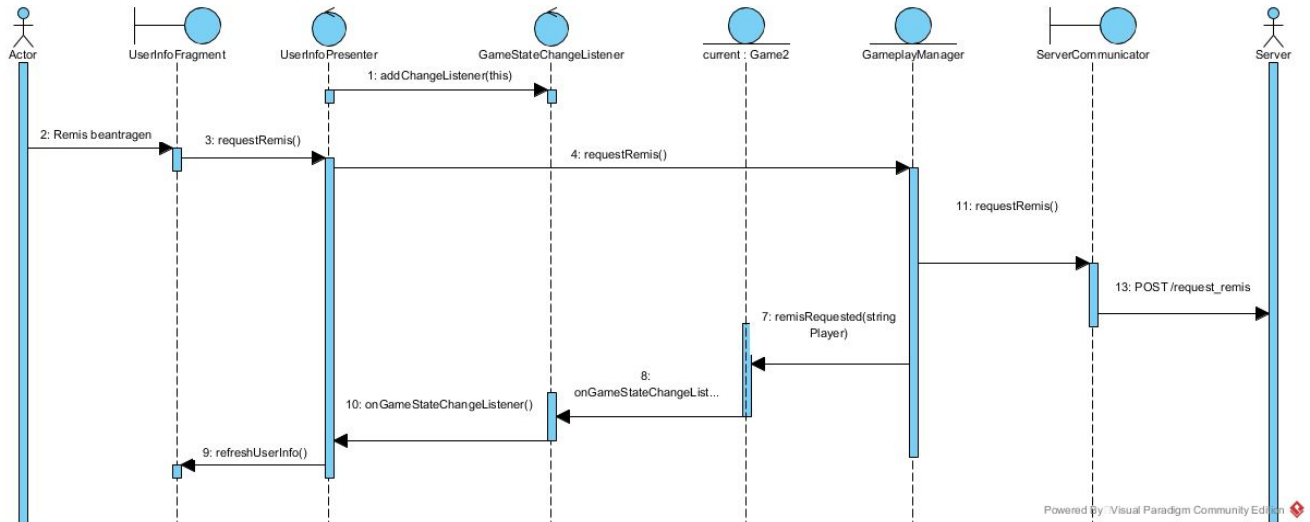 Actor
UserInfoFragment
UserInfoPresenter
GameStateChangeListener
current : Game2
GameplayManager
ServerCommunicator
Server
1: addChangeListener(this)
2: Remis beantragen
3: requestRemis()
4: requestRemis()
11: requestRemis()
13: POST /request_remis
7: remisRequested(string
Player)
8:
onGameStateChangeList...
10: onGameStateChangeListener()
9: refreshUserInfo()
Powered By Visual Paradigm Community Edition